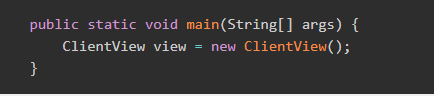 public static void main(String[] args) {
    ClientView view = new ClientView();
}